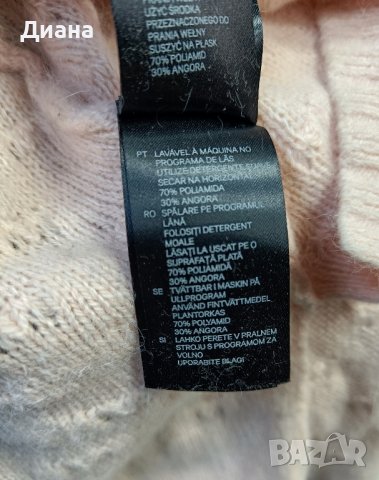 Диана
UŻYĆ ŚRODKA
PRZEZNACZONEGO DO
PRANIA WEŁNY
SUSZYĆ NA PŁASK
70% POLIAMID
30% ANGORA
PT LAVÁVEL À MÁQUINA NO
PROGRAMA DE LÃS
UTILIZE DETERGENTE SUAVE
SECAR NA HORIZONTAL
70% POLIAMIDA
30% ANGORA
RO SPĂLARE PE PROGRAMUL
LÂNĂ
FOLOSIȚI DETERGENT
MOALE
LĂSAȚI LA USCAT PE O
SUPRAFAȚĂ PLATĂ
70% POLIAMIDĂ
30% ANGORA
SE TVÄTTBAR I MASKIN PÅ
ULLPROGRAM
ANVÄND FINTVÄTTMEDEL
PLANTORKAS
70% POLYAMID
30% ANGORA
SI LAHKO PERETE V PRALNEM
STROJU S PROGRAMOM ZA
VOLNO
UPORABITE BLAGI
BAZAR
bg